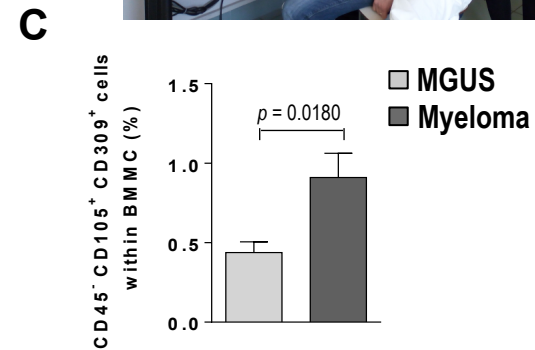 C
CD45⁻ CD105⁺ CD309⁺ cells
within BMMC (%)
1.5
1.0
0.5
0.0
p = 0.0180
MGUS
Myeloma